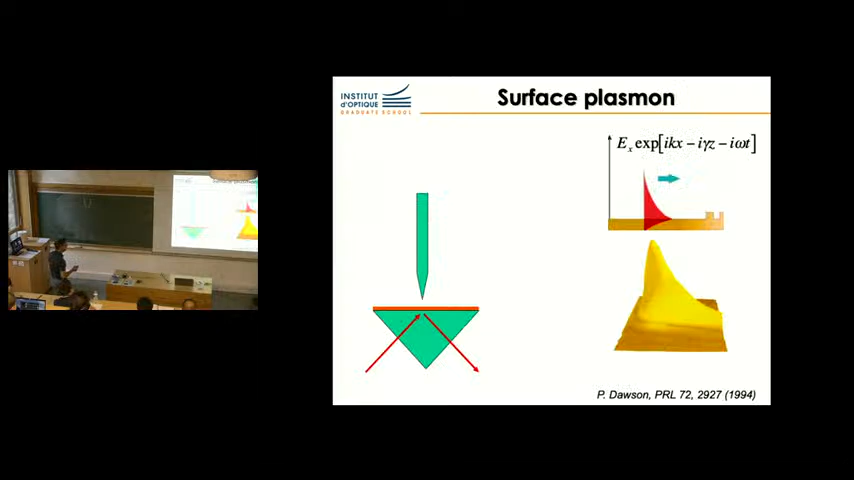 INSTITUT
d'OPTIQUE
GRADUATE SCHOOL
Surface plasmon
E_x exp[ikx − iγz − iωt]
P. Dawson, PRL 72, 2927 (1994)